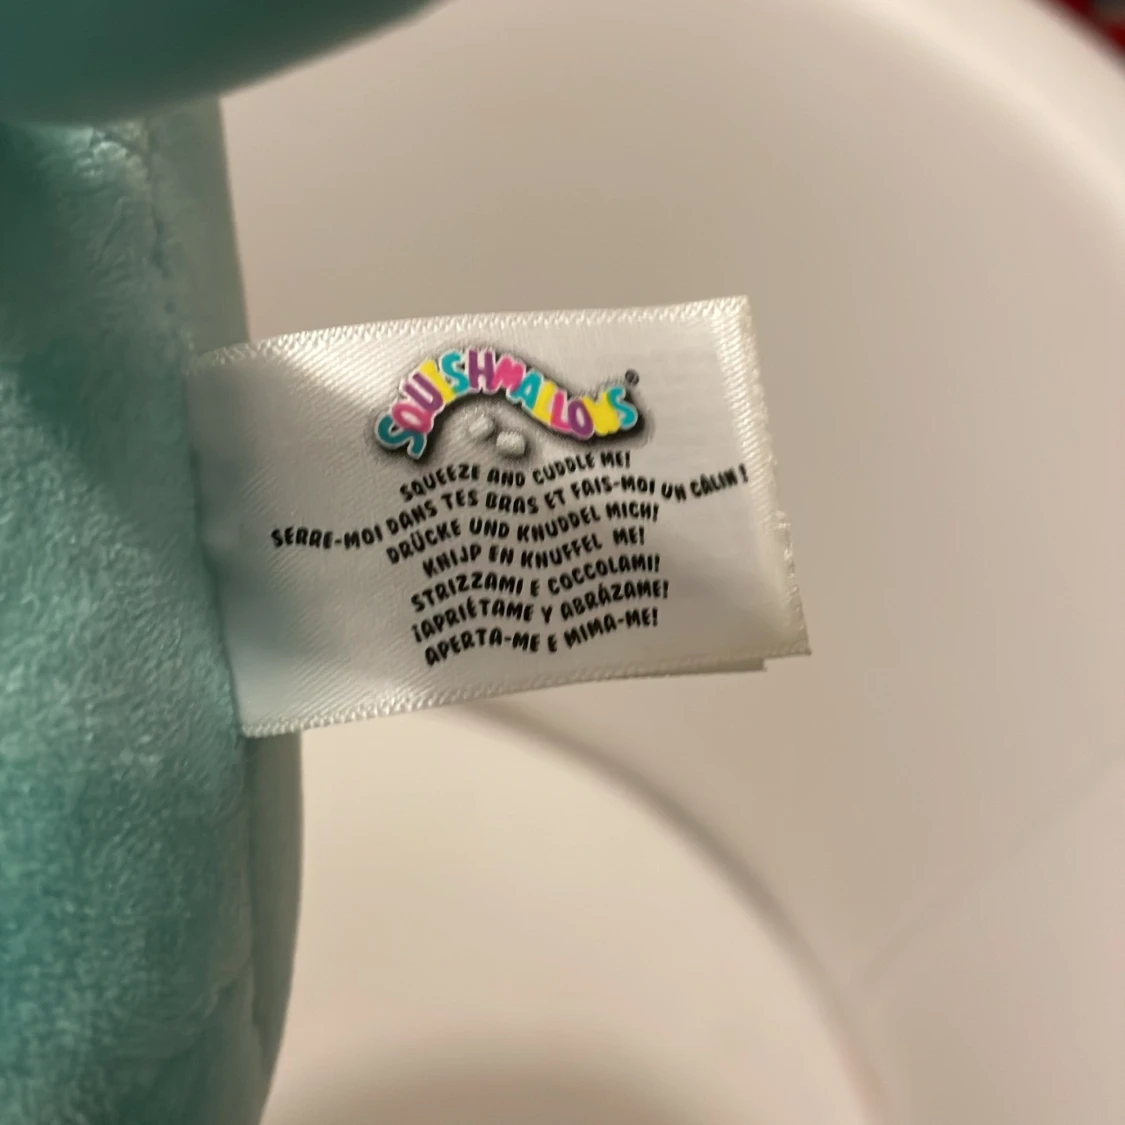 SQUISHMALLOWS®
SQUEEZE AND CUDDLE ME!
SERRE-MOI DANS TES BRAS ET FAIS-MOI UN CÂLIN !
DRÜCKE UND KNUDDEL MICH!
KNIJP EN KNUFFEL ME!
STRIZZAMI E COCCOLAMI!
¡APRIÉTAME Y ABRÁZAME!
APERTA-ME E MIMA-ME!